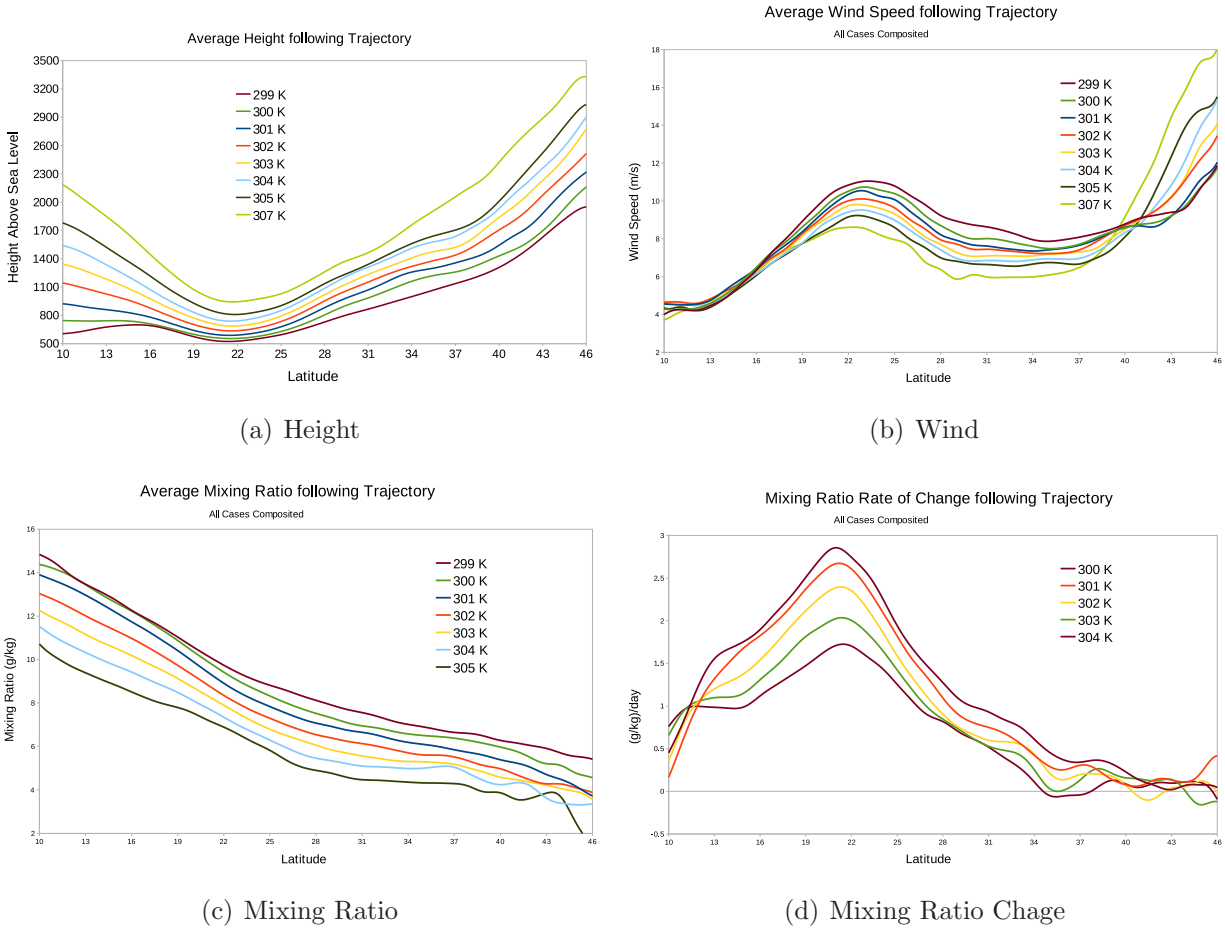 Average Height following Trajectory
Height Above Sea Level
3500
3200
2900
2600
2300
2000
1700
1400
1100
800
500
299 K
300 K
301 K
302 K
303 K
304 K
305 K
307 K
10 13 16 19 22 25 28 31 34 37 40 43 46
Latitude
(a) Height
Average Wind Speed following Trajectory
All Cases Composited
Wind Speed (m/s)
18
16
14
12
10
8
6
4
2
299 K
300 K
301 K
302 K
303 K
304 K
305 K
307 K
10 13 16 19 22 25 28 31 34 37 40 43 46
Latitude
(b) Wind
Average Mixing Ratio following Trajectory
All Cases Composited
Mixing Ratio (g/kg)
16
14
12
10
8
6
4
2
299 K
300 K
301 K
302 K
303 K
304 K
305 K
10 13 16 19 22 25 28 31 34 37 40 43 46
Latitude
(c) Mixing Ratio
Mixing Ratio Rate of Change following Trajectory
All Cases Composited
(g/kg)/day
3
2.5
2
1.5
1
0.5
0
-0.5
300 K
301 K
302 K
303 K
304 K
10 13 16 19 22 25 28 31 34 37 40 43 46
Latitude
(d) Mixing Ratio Chage